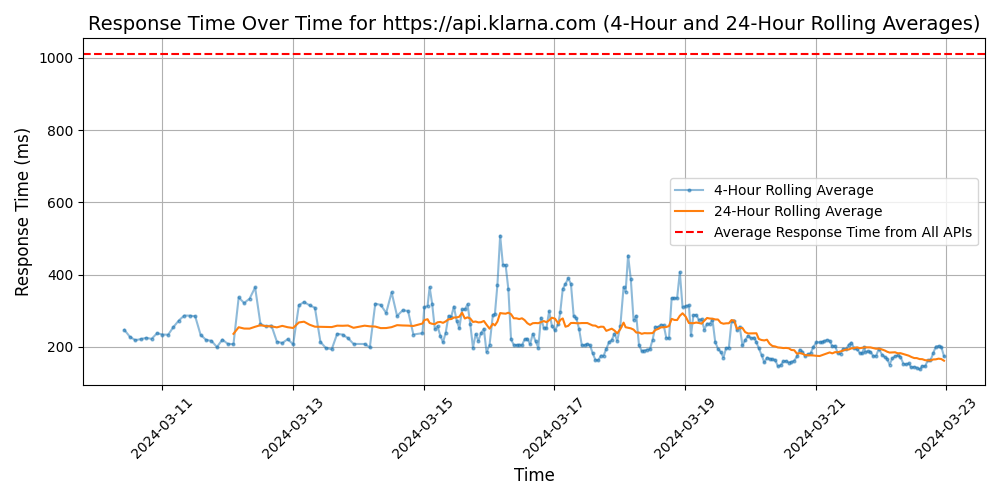 Response Time Over Time for https://api.klarna.com (4-Hour and 24-Hour Rolling Averages)
Response Time (ms)
1000
800
600
400
200
4-Hour Rolling Average
24-Hour Rolling Average
Average Response Time from All APIs
2024-03-11
2024-03-13
2024-03-15
2024-03-17
2024-03-19
2024-03-21
2024-03-23
Time